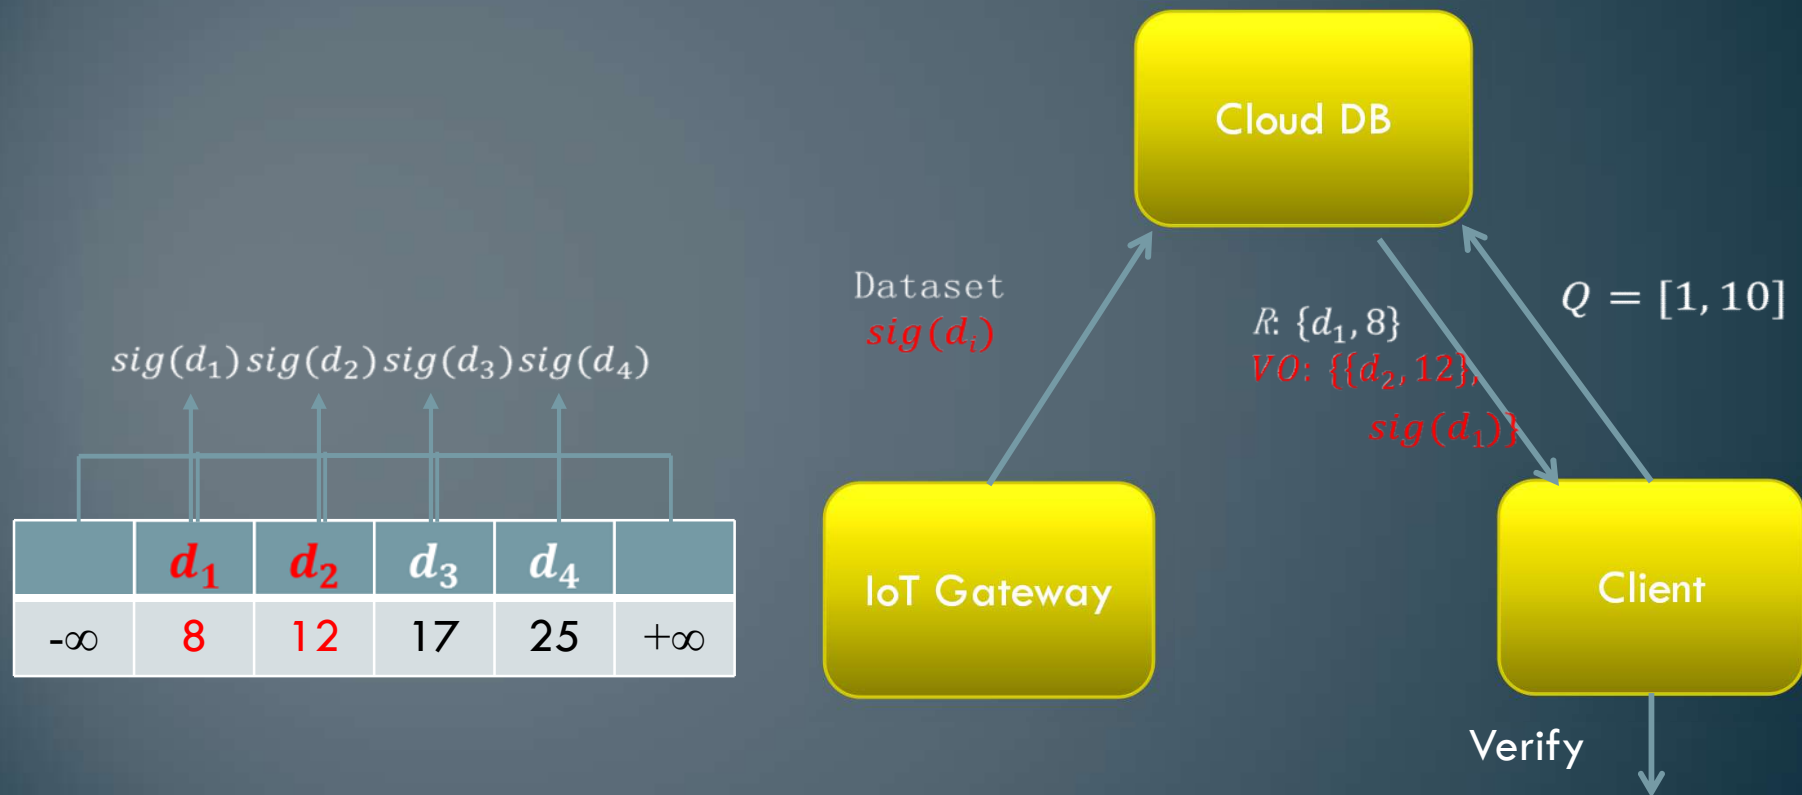 Cloud DB
Dataset
sig(dᵢ)
R: {d₁, 8}
VO: {{d₂, 12},
sig(d₁)}
Q = [1, 10]
sig(d₁) sig(d₂) sig(d₃) sig(d₄)
d₁ d₂ d₃ d₄
-∞ 8 12 17 25 +∞
IoT Gateway
Client
Verify